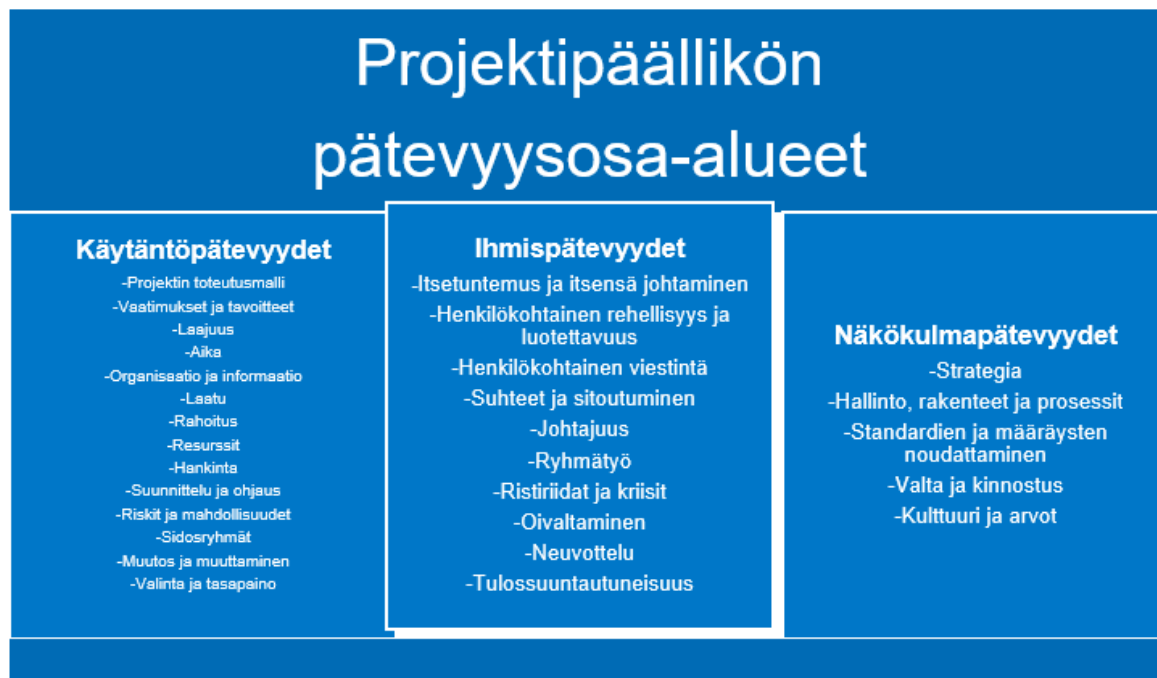 Projektipäällikön
pätevyysosa-alueet
Käytäntöpätevyydet
-Projektin toteutusmalli
-Vaatimukset ja tavoitteet
-Laajuus
-Aika
-Organisaatio ja informaatio
-Laatu
-Rahoitus
-Resurssit
-Hankinta
-Suunnittelu ja ohjaus
-Riskit ja mahdollisuudet
-Sidosryhmät
-Muutos ja muuttaminen
-Valinta ja tasapaino
Ihmispätevyydet
-Itsetuntemus ja itsensä johtaminen
-Henkilökohtainen rehellisyys ja
luotettavuus
-Henkilökohtainen viestintä
-Suhteet ja sitoutuminen
-Johtajuus
-Ryhmätyö
-Ristiriidat ja kriisit
-Oivaltaminen
-Neuvottelu
-Tulossuuntautuneisuus
Näkökulmapätevyydet
-Strategia
-Hallinto, rakenteet ja prosessit
-Standardien ja määräysten
noudattaminen
-Valta ja kinnostus
-Kulttuuri ja arvot